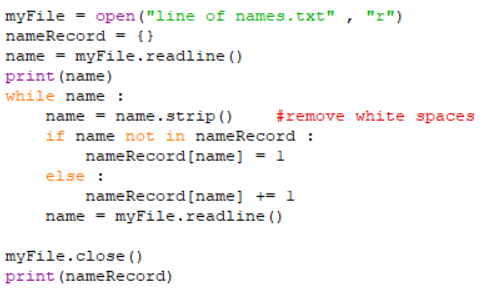 myFile = open("line of names.txt" , "r")
nameRecord = {}
name = myFile.readline()
print(name)
while name :
    name = name.strip()    #remove white spaces
    if name not in nameRecord :
        nameRecord[name] = 1
    else :
        nameRecord[name] += 1
    name = myFile.readline()

myFile.close()
print(nameRecord)